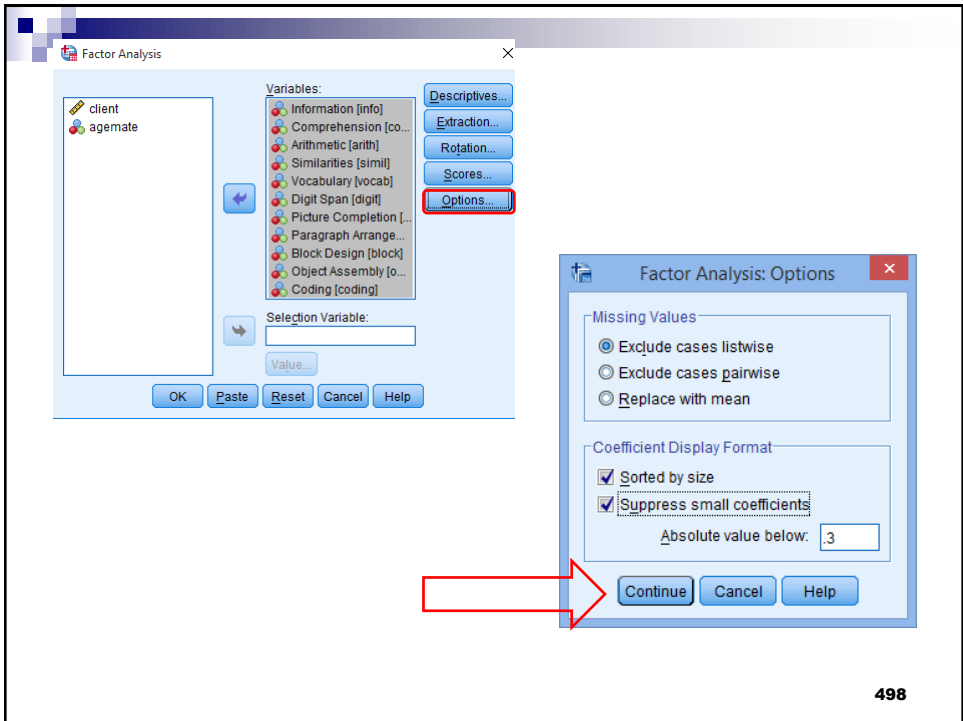 Factor Analysis
client
agemate
Variables:
Information [info]
Comprehension [co...
Arithmetic [arith]
Similarities [simil]
Vocabulary [vocab]
Digit Span [digit]
Picture Completion [...
Paragraph Arrange...
Block Design [block]
Object Assembly [o...
Coding [coding]
Selection Variable:
Value...
Descriptives...
Extraction...
Rotation...
Scores...
Options...
OK Paste Reset Cancel Help
Factor Analysis: Options
Missing Values
Exclude cases listwise
Exclude cases pairwise
Replace with mean
Coefficient Display Format
Sorted by size
Suppress small coefficients
Absolute value below: .3
Continue Cancel Help
498